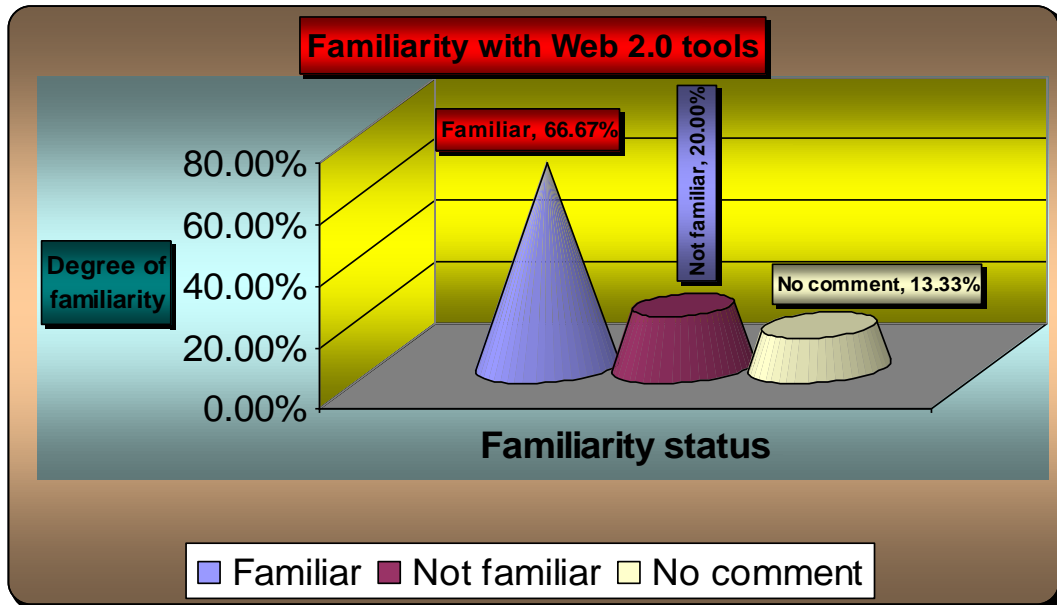 Familiarity with Web 2.0 tools
Familiar, 66.67%
Not familiar, 20.00%
No comment, 13.33%
80.00%
60.00%
40.00%
20.00%
0.00%
Degree of
familiarity
Familiarity status
Familiar
Not familiar
No comment